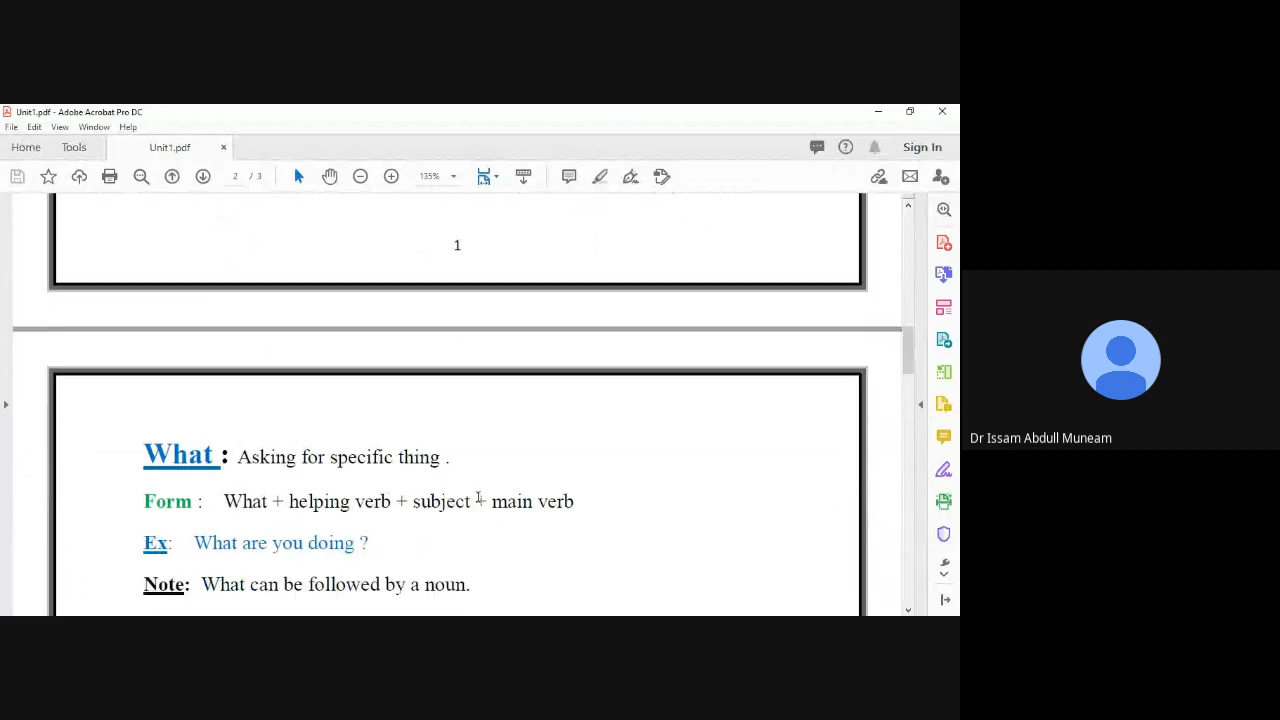 Unit1.pdf - Adobe Acrobat Pro DC
File Edit View Window Help
Home Tools Unit1.pdf × Sign In
2 / 3 135%
1
What : Asking for specific thing .
Form : What + helping verb + subject + main verb
Ex: What are you doing ?
Note: What can be followed by a noun.
Dr Issam Abdull Muneam